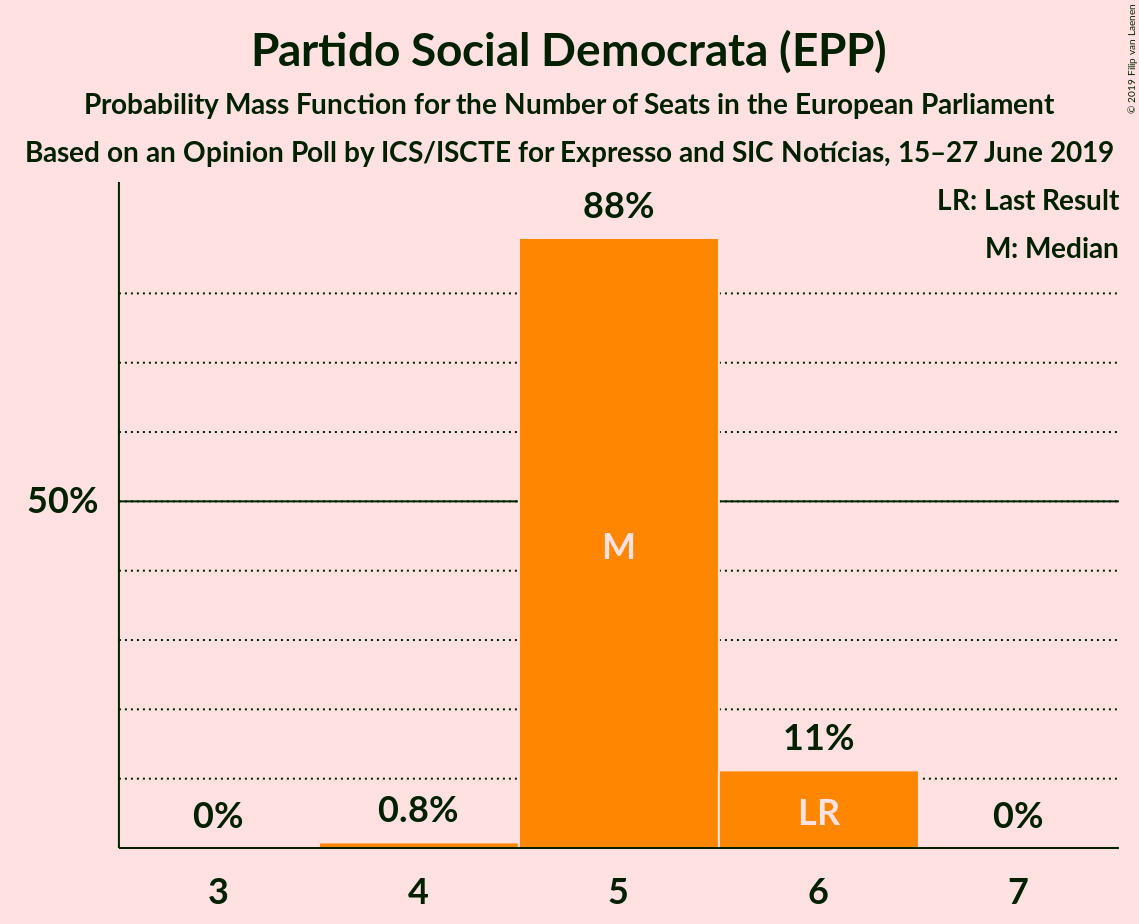 Partido Social Democrata (EPP)
Probability Mass Function for the Number of Seats in the European Parliament
Based on an Opinion Poll by ICS/ISCTE for Expresso and SIC Notícias, 15–27 June 2019
© 2019 Filip van Laenen
LR: Last Result
M: Median
88%
50%
M
11%
0.8%
LR
0%
0%
3 4 5 6 7